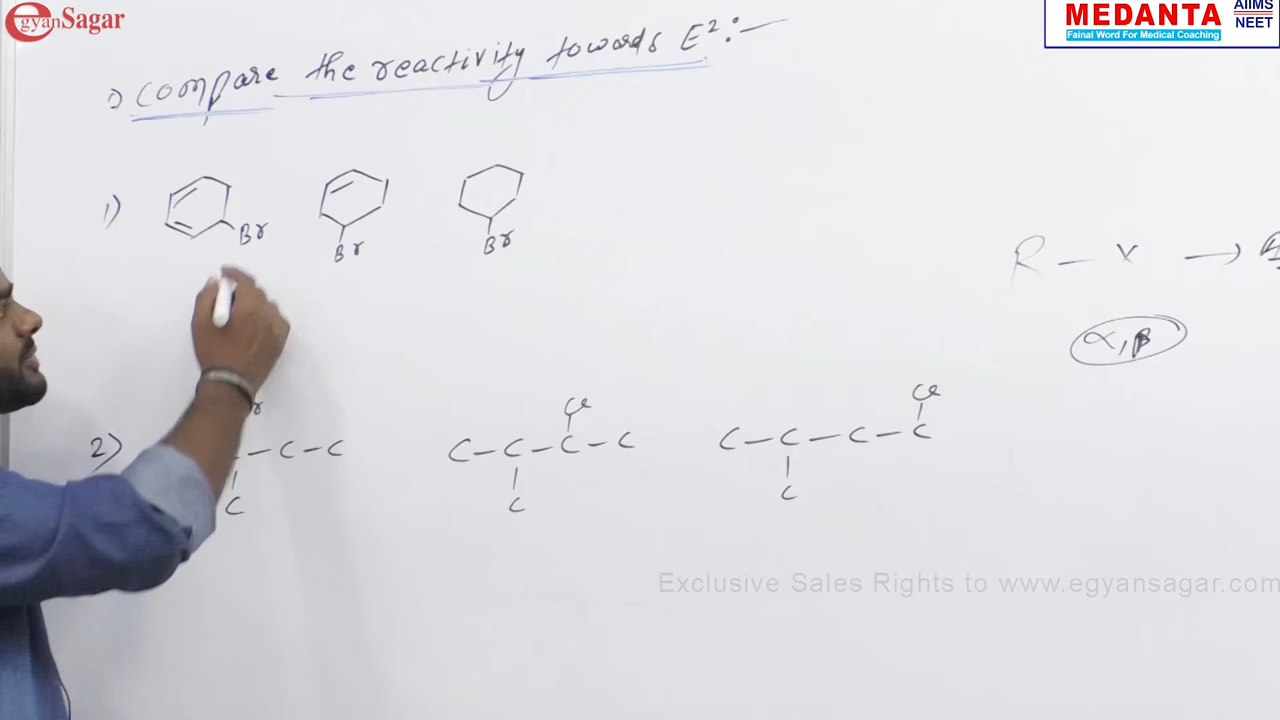 egyanSagar
MEDANTA AIIMS NEET
Fainal Word For Medical Coaching
Compare the reactivity towards E²:-
1) Br Br Br
R - X →
α, β
Cl Cl
2) - C - C C - C - C - C C - C - C - C
C C C
Exclusive Sales Rights to www.egyansagar.com